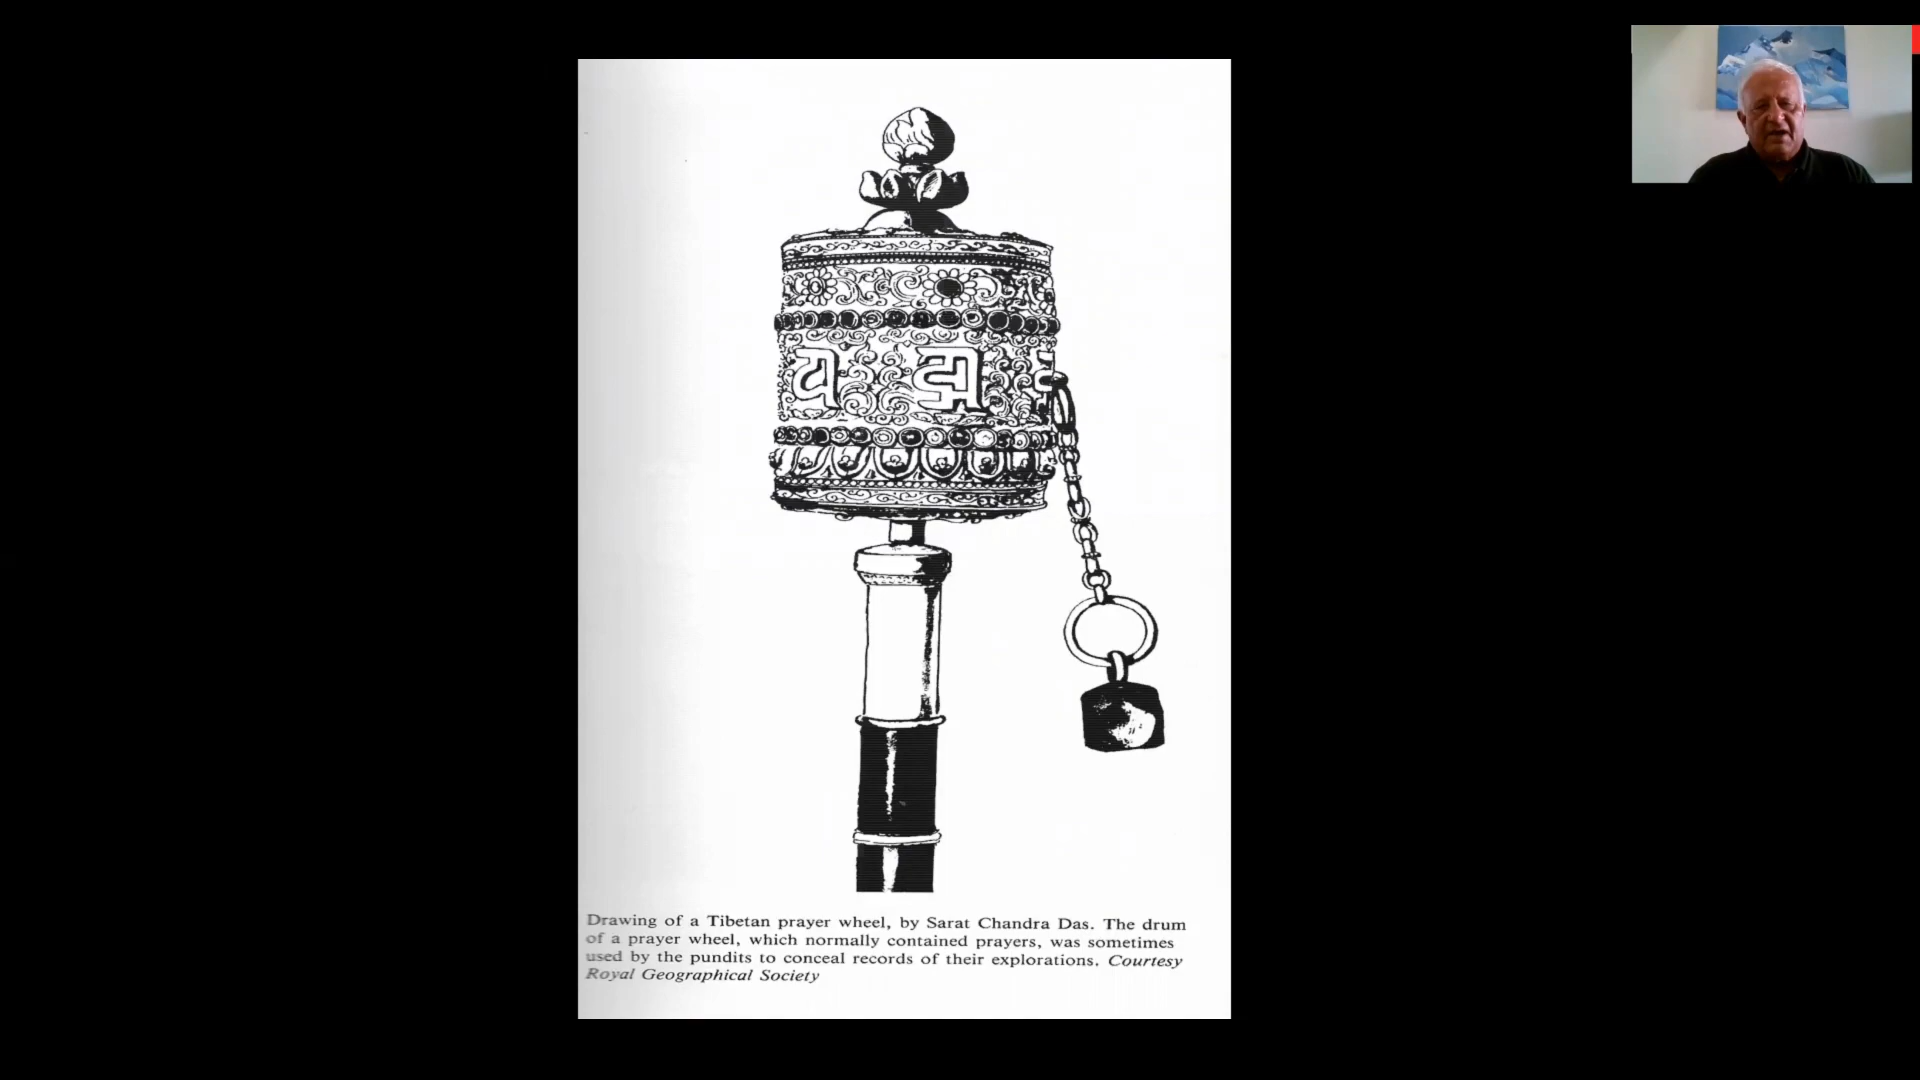 Drawing of a Tibetan prayer wheel, by Sarat Chandra Das. The drum
of a prayer wheel, which normally contained prayers, was sometimes
used by the pundits to conceal records of their explorations. Courtesy
Royal Geographical Society